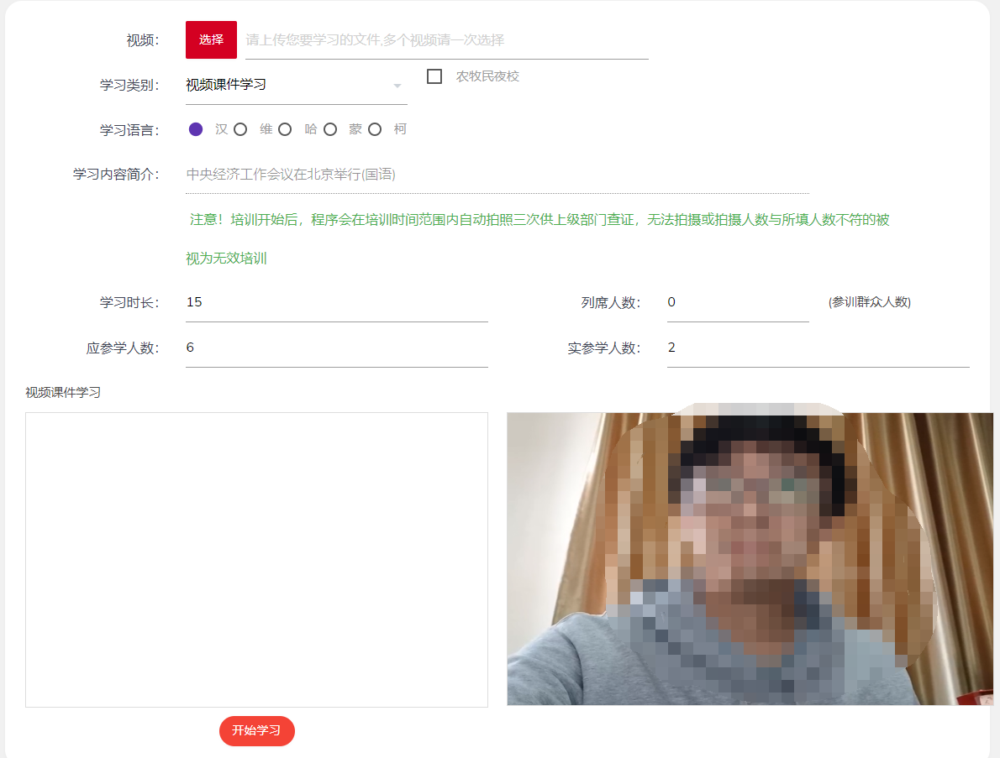 视频： 选择 请上传您要学习的文件,多个视频请一次选择
学习类别： 视频课件学习 农牧民夜校
学习语言： 汉 维 哈 蒙 柯
学习内容简介： 中央经济工作会议在北京举行(国语)
注意！培训开始后，程序会在培训时间范围内自动拍照三次供上级部门查证，无法拍摄或拍摄人数与所填人数不符的被
视为无效培训
学习时长： 15 列席人数： 0 (参训群众人数)
应参学人数： 6 实参学人数： 2
视频课件学习
开始学习